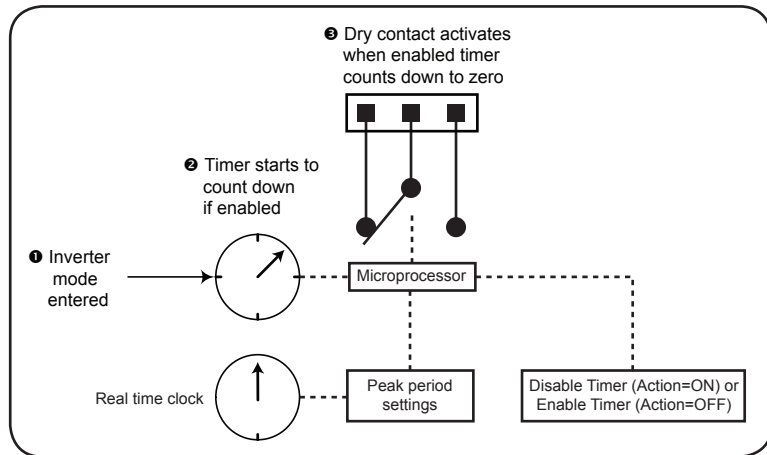 ❸ Dry contact activates
when enabled timer
counts down to zero
❷ Timer starts to
count down
if enabled
❶ Inverter
mode
entered
Microprocessor
Real time clock
Peak period
settings
Disable Timer (Action=ON) or
Enable Timer (Action=OFF)